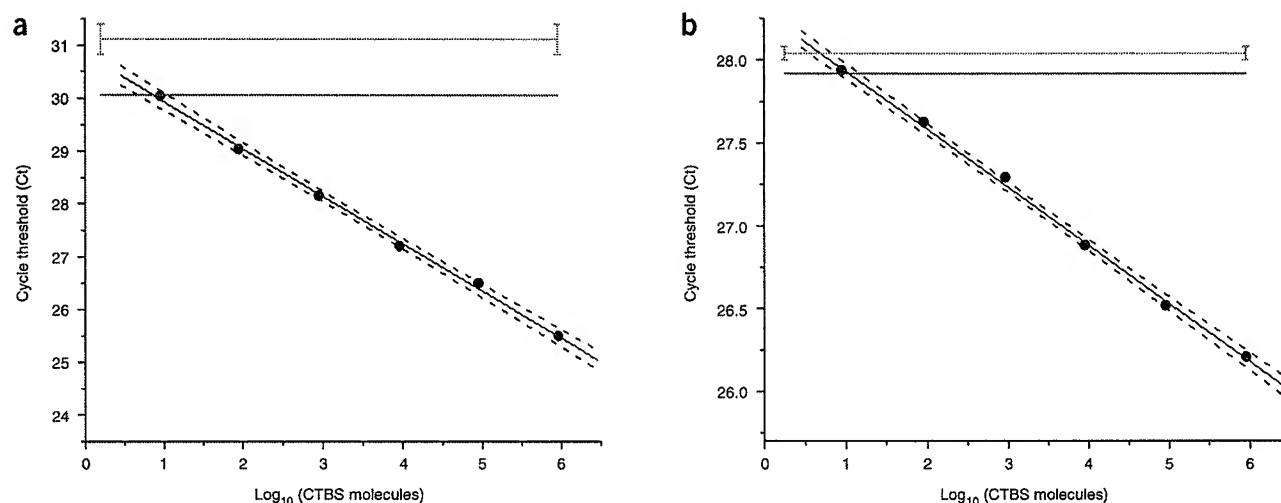 a
31
30
29
28
27
26
25
24
Cycle threshold (Ct)
0 1 2 3 4 5 6
Log10 (CTBS molecules)
b
28.0
27.5
27.0
26.5
26.0
Cycle threshold (Ct)
0 1 2 3 4 5 6
Log10 (CTBS molecules)